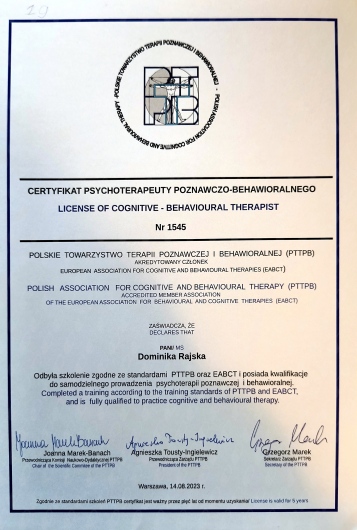 29
POLSKIE TOWARZYSTWO TERAPII POZNAWCZEJ I BEHAWIORALNEJ - POLISH ASSOCIATION FOR COGNITIVE AND BEHAVIOURAL THERAPY
PTTPB
CERTYFIKAT PSYCHOTERAPEUTY POZNAWCZO-BEHAWIORALNEGO
LICENSE OF COGNITIVE - BEHAVIOURAL THERAPIST
Nr 1545
POLSKIE TOWARZYSTWO TERAPII POZNAWCZEJ I BEHAWIORALNEJ (PTTPB)
AKREDYTOWANY CZŁONEK
EUROPEAN ASSOCIATION FOR COGNITIVE AND BEHAVIOURAL THERAPIES (EABCT)
POLISH ASSOCIATION FOR COGNITIVE AND BEHAVIOURAL THERAPY (PTTPB)
ACCREDITED MEMBER ASSOCIATION
OF THE EUROPEAN ASSOCIATION FOR BEHAVIOURAL AND COGNITIVE THERAPIES (EABCT)
ZAŚWIADCZA, ŻE
DECLARES THAT
PANI/ MS
Dominika Rajska
Odbyła szkolenie zgodne ze standardami PTTPB oraz EABCT i posiada kwalifikacje
do samodzielnego prowadzenia psychoterapii poznawczej i behawioralnej.
Completed a training according to the training standards of PTTPB and EABCT,
and is fully qualified to practice cognitive and behavioural therapy.
Joanna Marek-Banach Agnieszka Tousty-Ingielewicz Grzegorz Marek
Przewodnicząca Komisji Naukowo-Dydaktycznej PTTPB Przewodnicząca Zarządu PTTPB Sekretarz Zarządu PTTPB
Chair of the Scientific Committee of the PTTPB President of the PTTPB Secretary of the PTTPB
Warszawa, 14.08.2023 r.
Zgodnie ze standardami szkoleń PTTPB certyfikat jest ważny przez pięć lat od momentu uzyskania/ License is valid for 5 years